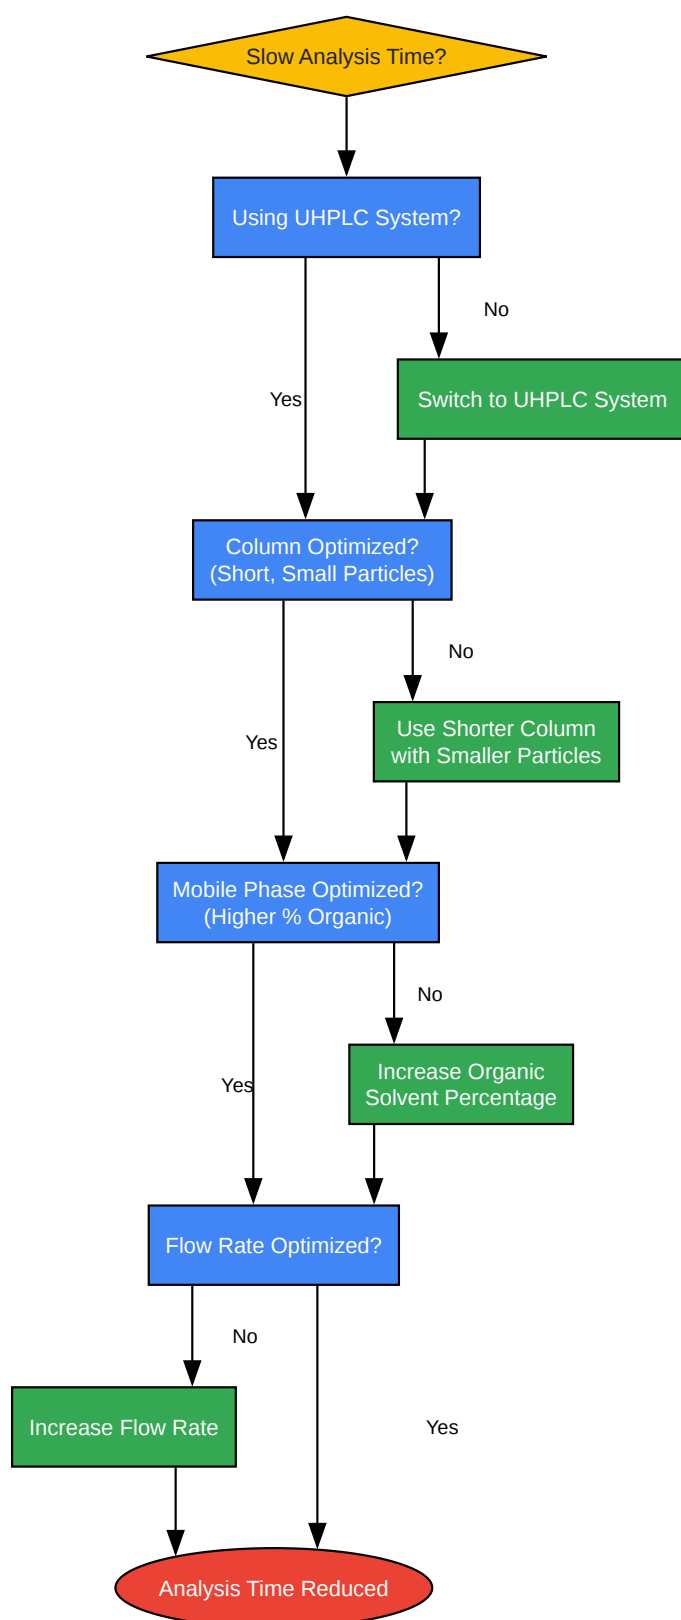 Slow Analysis Time?
Using UHPLC System?
No
Switch to UHPLC System
Yes
Column Optimized?
(Short, Small Particles)
No
Use Shorter Column
with Smaller Particles
Yes
Mobile Phase Optimized?
(Higher % Organic)
No
Increase Organic
Solvent Percentage
Yes
Flow Rate Optimized?
No
Increase Flow Rate
Yes
Analysis Time Reduced